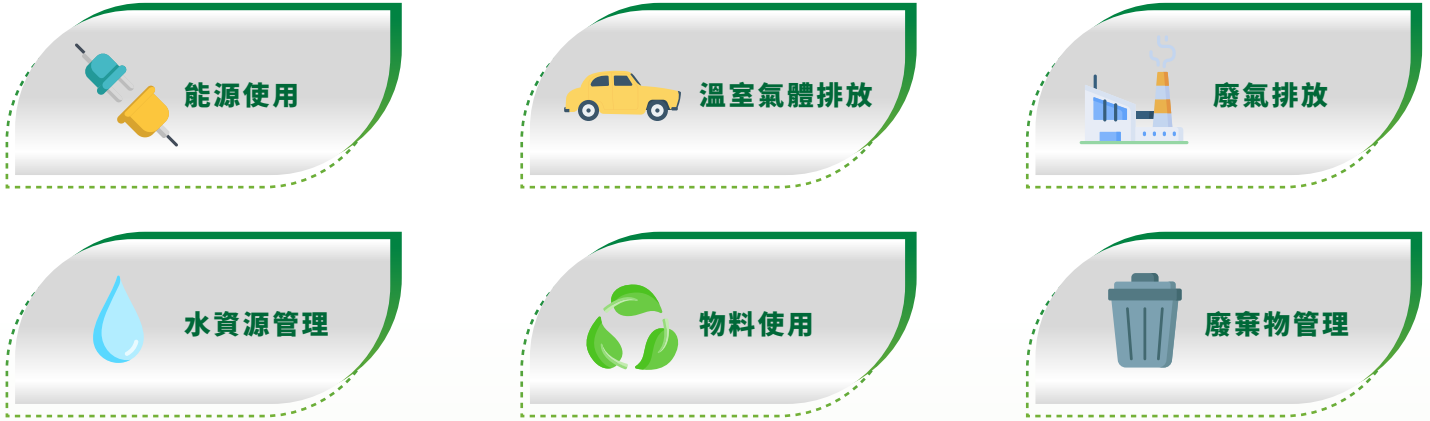 能源使用
溫室氣體排放
廢氣排放
水資源管理
物料使用
廢棄物管理